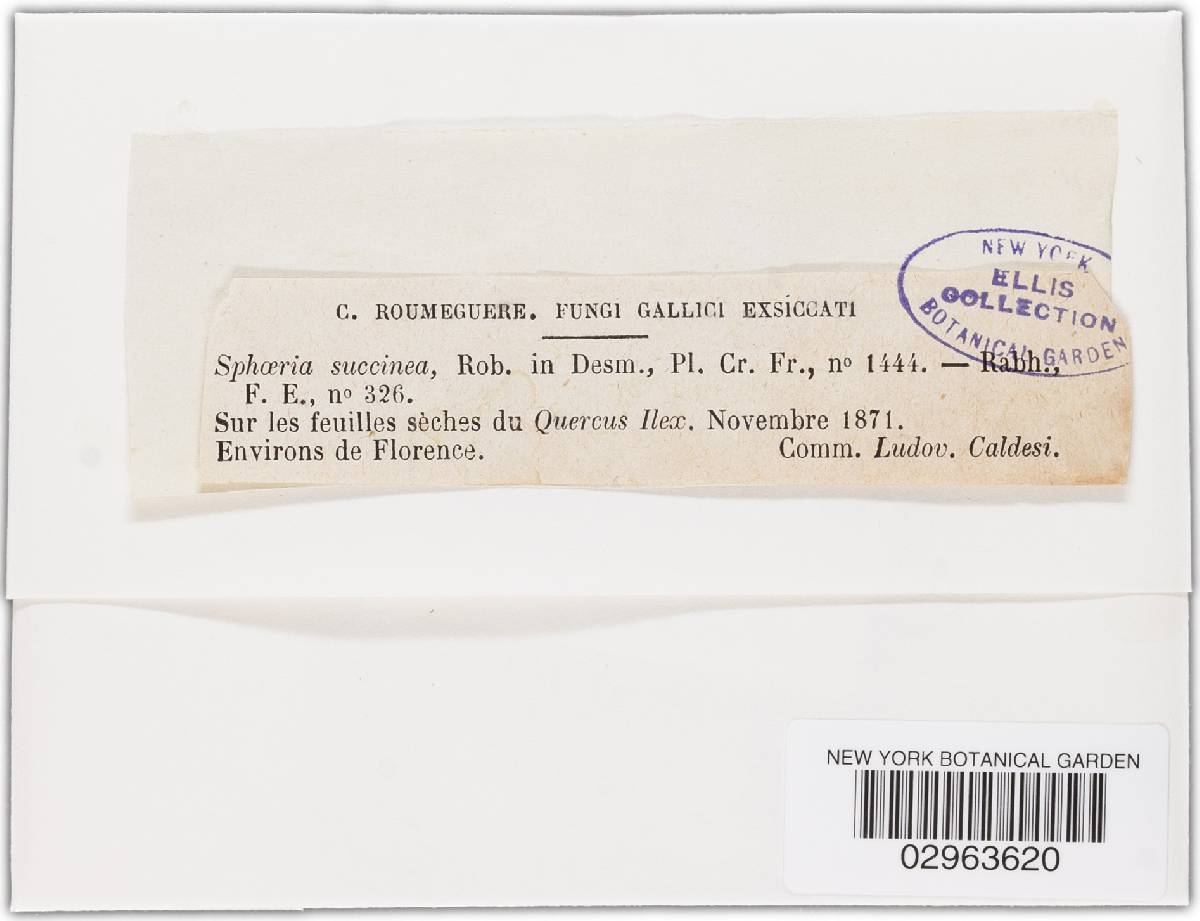 C. ROUMEGUERE. FUNGI GALLICI EXSICCATI
Sphœria succinea, Rob. in Desm., Pl. Cr. Fr., nº 1444. — Rabh.,
F. E., nº 326.
Sur les feuilles sèches du Quercus Ilex. Novembre 1871.
Environs de Florence. Comm. Ludov. Caldesi.
NEW YORK
ELLIS
COLLECTION
BOTANICAL GARDEN
NEW YORK BOTANICAL GARDEN
02963620